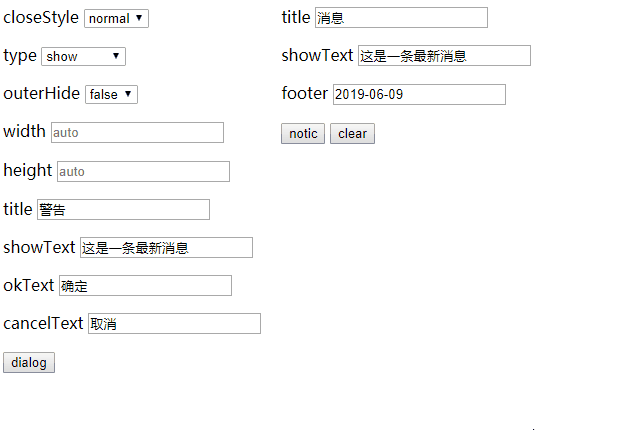 closeStyle normal
type show
outerHide false
width auto
height auto
title 警告
showText 这是一条最新消息
okText 确定
cancelText 取消
dialog
title 消息
showText 这是一条最新消息
footer 2019-06-09
notic clear